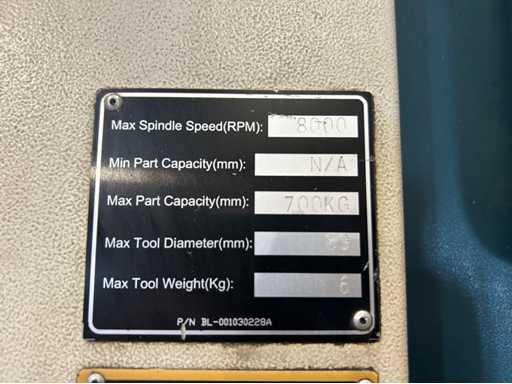 Max Spindle Speed(RPM): 8000
Min Part Capacity(mm): N/A
Max Part Capacity(mm): 700KG
Max Tool Diameter(mm):
Max Tool Weight(Kg): 6
P/N BL-001030228A